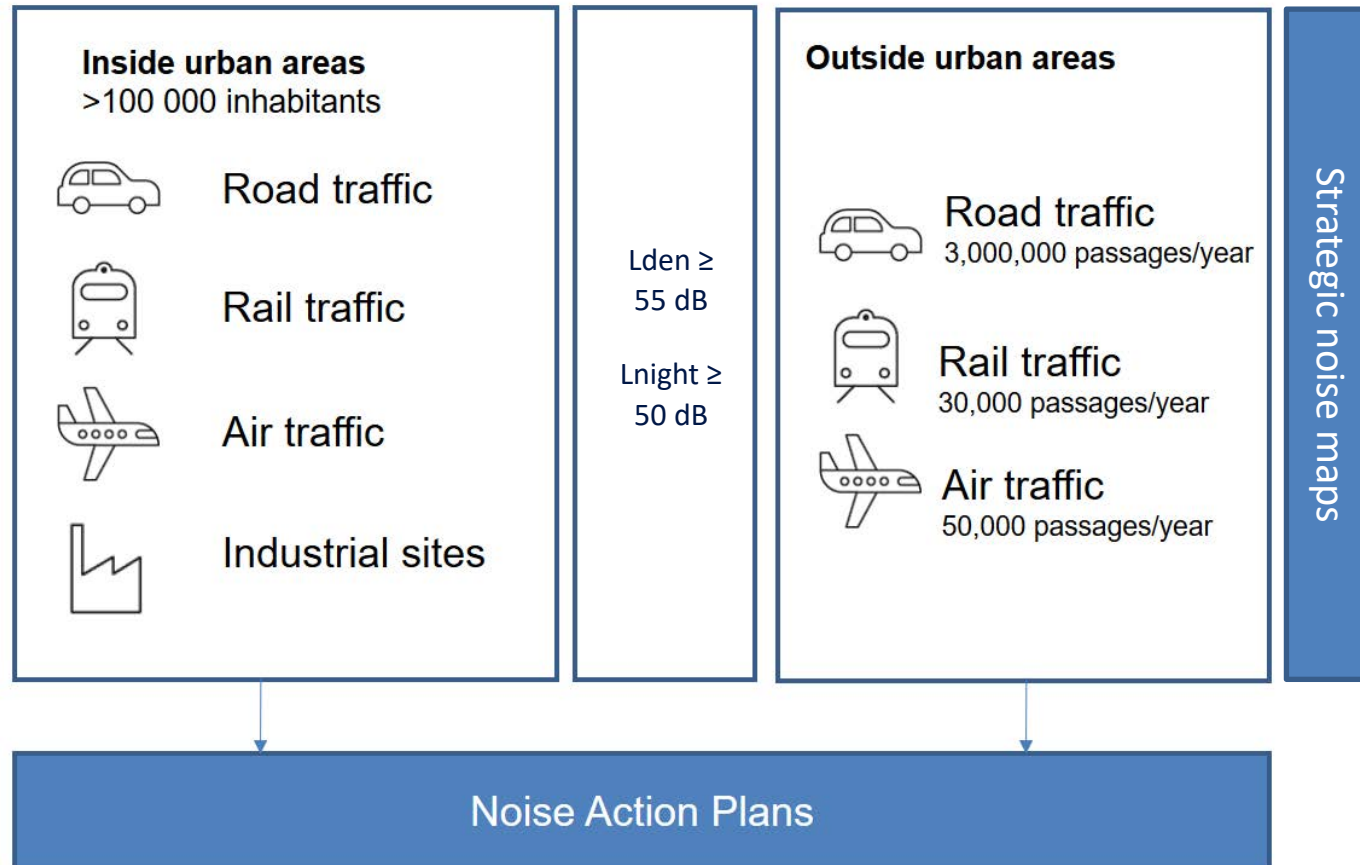 Inside urban areas
>100 000 inhabitants
Road traffic
Rail traffic
Air traffic
Industrial sites
Lden ≥
55 dB
Lnight ≥
50 dB
Outside urban areas
Road traffic
3,000,000 passages/year
Rail traffic
30,000 passages/year
Air traffic
50,000 passages/year
Strategic noise maps
Noise Action Plans